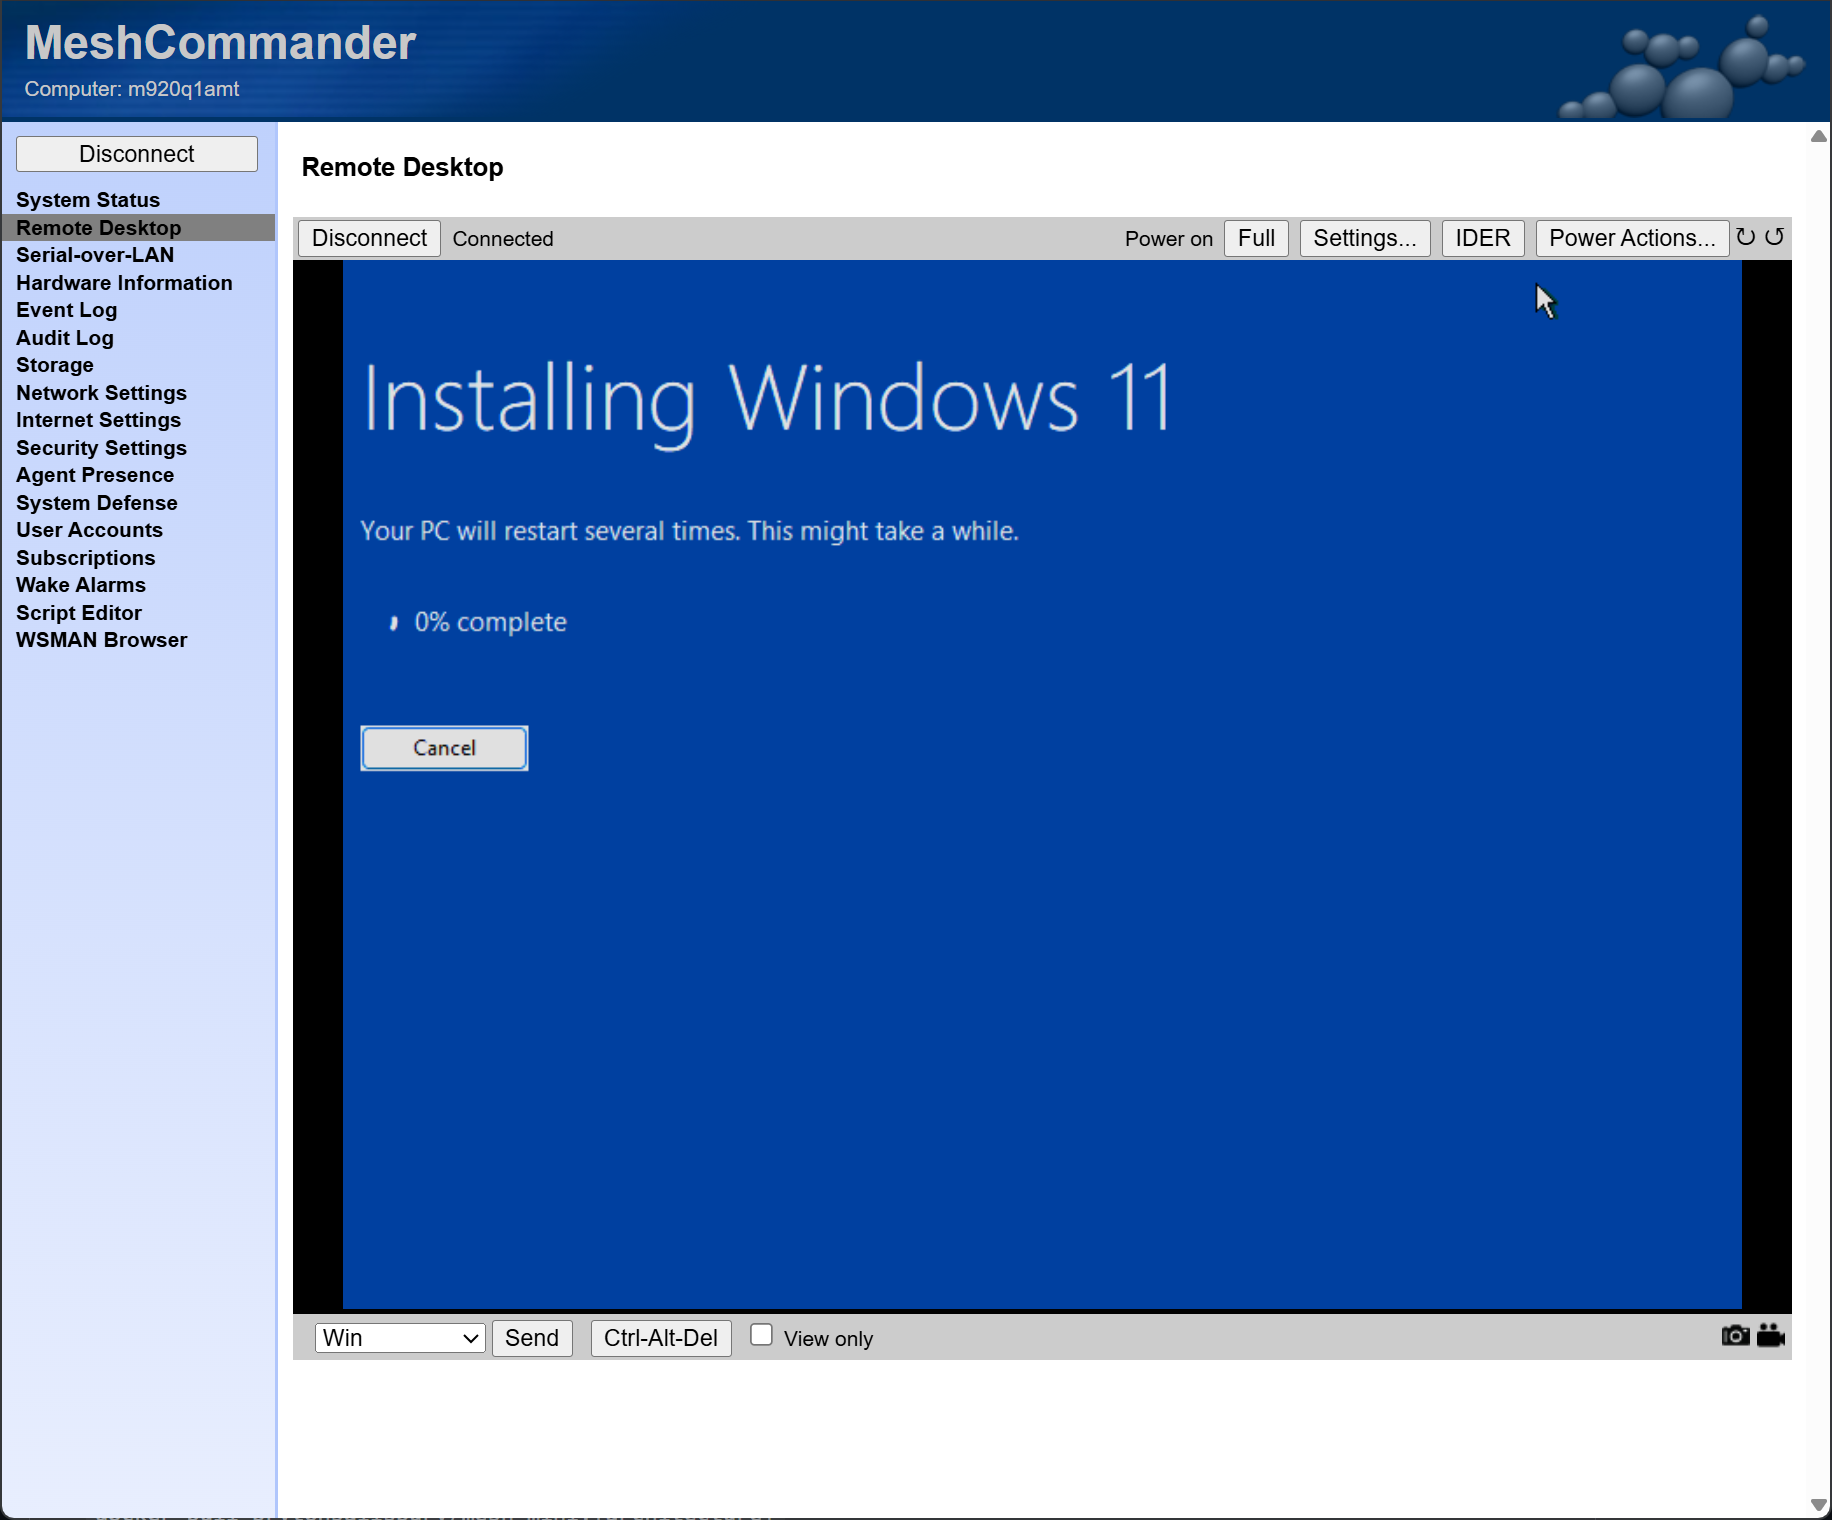 MeshCommander
Computer: m920q1amt
Disconnect
System Status
Remote Desktop
Serial-over-LAN
Hardware Information
Event Log
Audit Log
Storage
Network Settings
Internet Settings
Security Settings
Agent Presence
System Defense
User Accounts
Subscriptions
Wake Alarms
Script Editor
WSMAN Browser
Remote Desktop
Disconnect Connected Power on Full Settings... IDER Power Actions...
Installing Windows 11
Your PC will restart several times. This might take a while.
0% complete
Cancel
Win Send Ctrl-Alt-Del View only